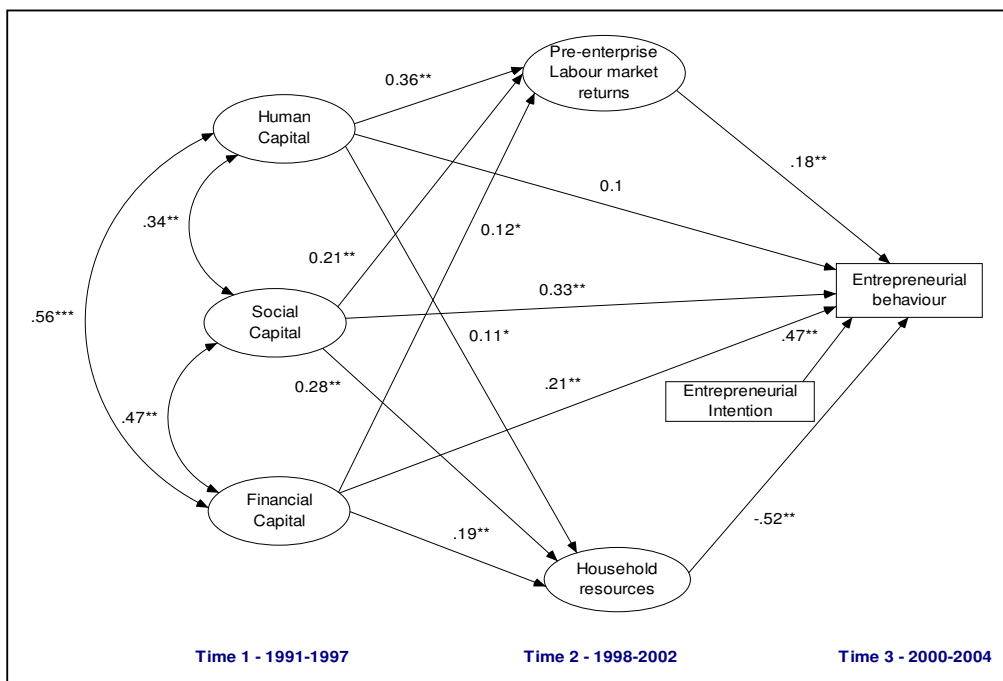 Pre-enterprise
Labour market
returns
0.36**
Human
Capital
.18**
0.1
.34**
0.12*
0.21**
Entrepreneurial
behaviour
0.33**
Social
Capital
.56***
0.11*
.47**
0.28**
.21**
Entrepreneurial
Intention
.47**
Financial
Capital
-.52**
.19**
Household
resources
Time 1 - 1991-1997
Time 2 - 1998-2002
Time 3 - 2000-2004